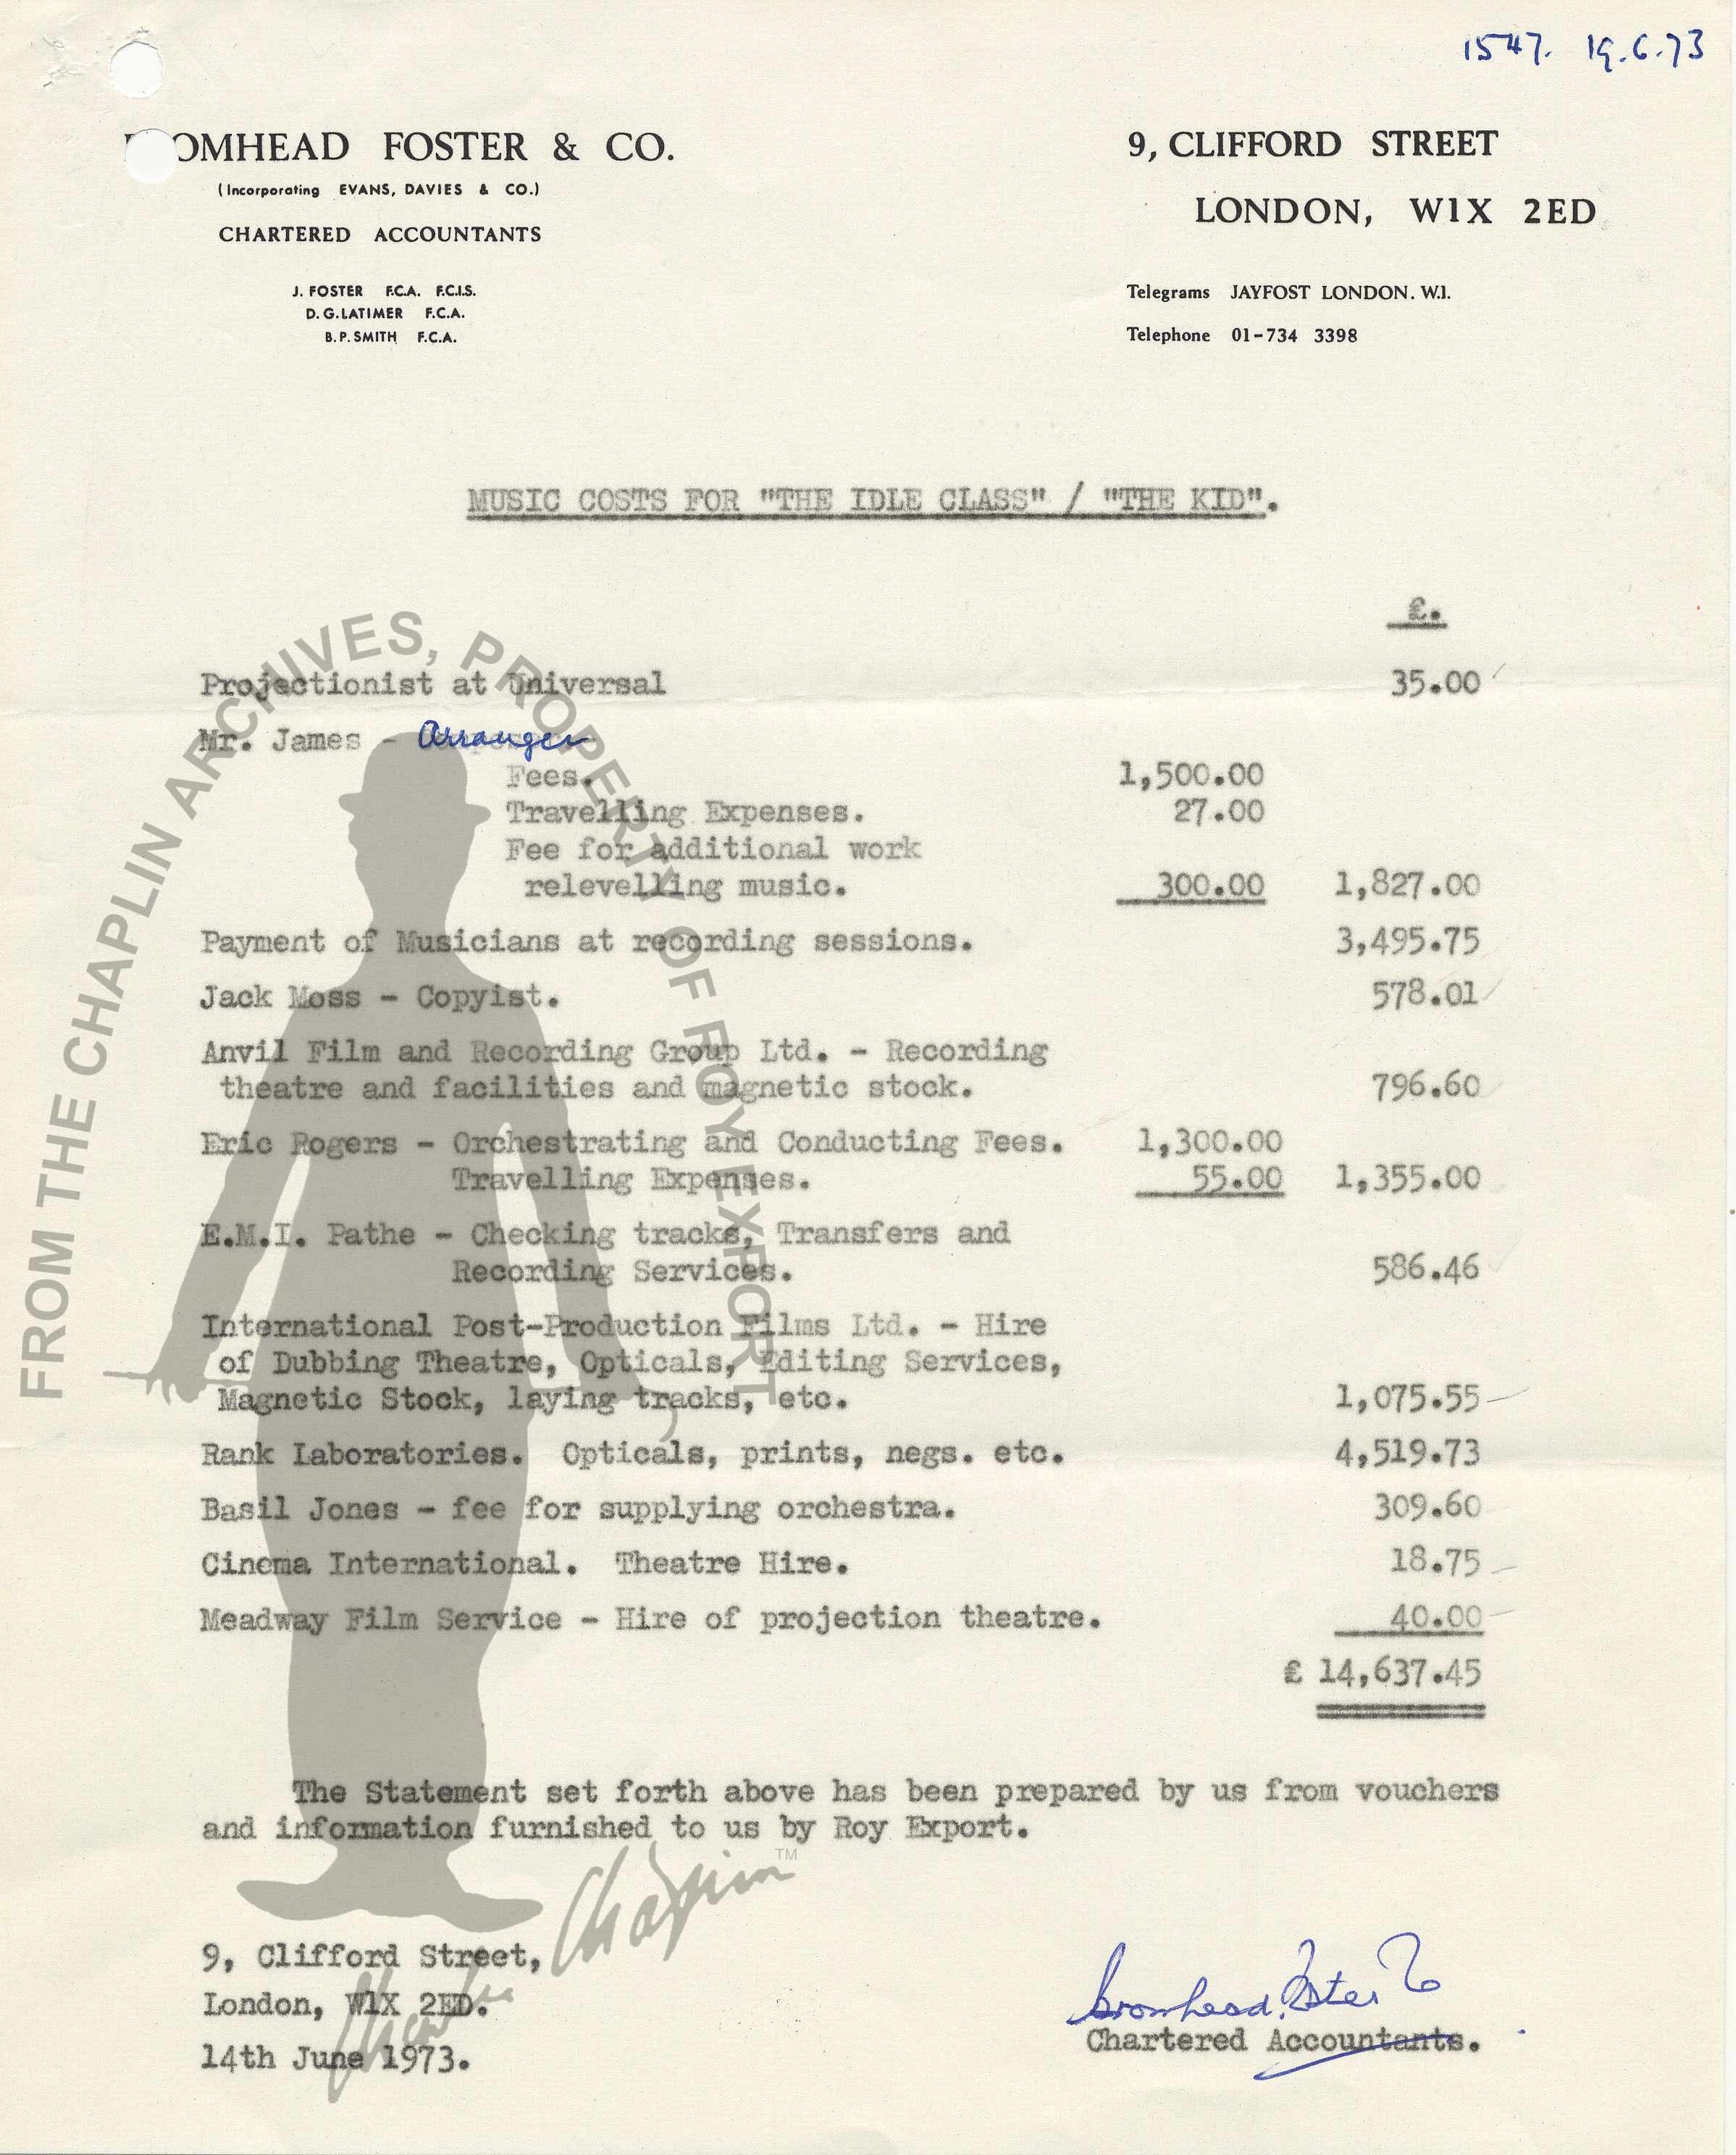 1547. 19.6.73
OMHEAD FOSTER & CO.
(Incorporating EVANS, DAVIES & CO.)
CHARTERED ACCOUNTANTS
J. FOSTER F.C.A. F.C.I.S.
D. G. LATIMER F.C.A.
B. P. SMITH F.C.A.
9, CLIFFORD STREET
LONDON, W1X 2ED
Telegrams JAYFOST LONDON. W.1.
Telephone 01-734 3398
MUSIC COSTS FOR "THE IDLE CLASS" / "THE KID".
£.
Projectionist at Universal 35.00
Mr. James - Arranger
Fees. 1,500.00
Travelling Expenses. 27.00
Fee for additional work
relevelling music. 300.00 1,827.00
Payment of Musicians at recording sessions. 3,495.75
Jack Moss - Copyist. 578.01
Anvil Film and Recording Group Ltd. - Recording
theatre and facilities and magnetic stock. 796.60
Eric Rogers - Orchestrating and Conducting Fees. 1,300.00
Travelling Expenses. 55.00 1,355.00
E.M.I. Pathe - Checking tracks, Transfers and
Recording Services. 586.46
International Post-Production Films Ltd. - Hire
of Dubbing Theatre, Opticals, Editing Services,
Magnetic Stock, laying tracks, etc. 1,075.55
Rank Laboratories. Opticals, prints, negs. etc. 4,519.73
Basil Jones - fee for supplying orchestra. 309.60
Cinema International. Theatre Hire. 18.75
Meadway Film Service - Hire of projection theatre. 40.00
£ 14,637.45
The Statement set forth above has been prepared by us from vouchers
and information furnished to us by Roy Export.
9, Clifford Street,
London, W1X 2ED.
14th June 1973.
Bromhead, Foster & Co
Chartered Accountants.
FROM THE CHAPLIN ARCHIVES, PROPERTY OF ROY EXPORT
Charlie Chaplin TM